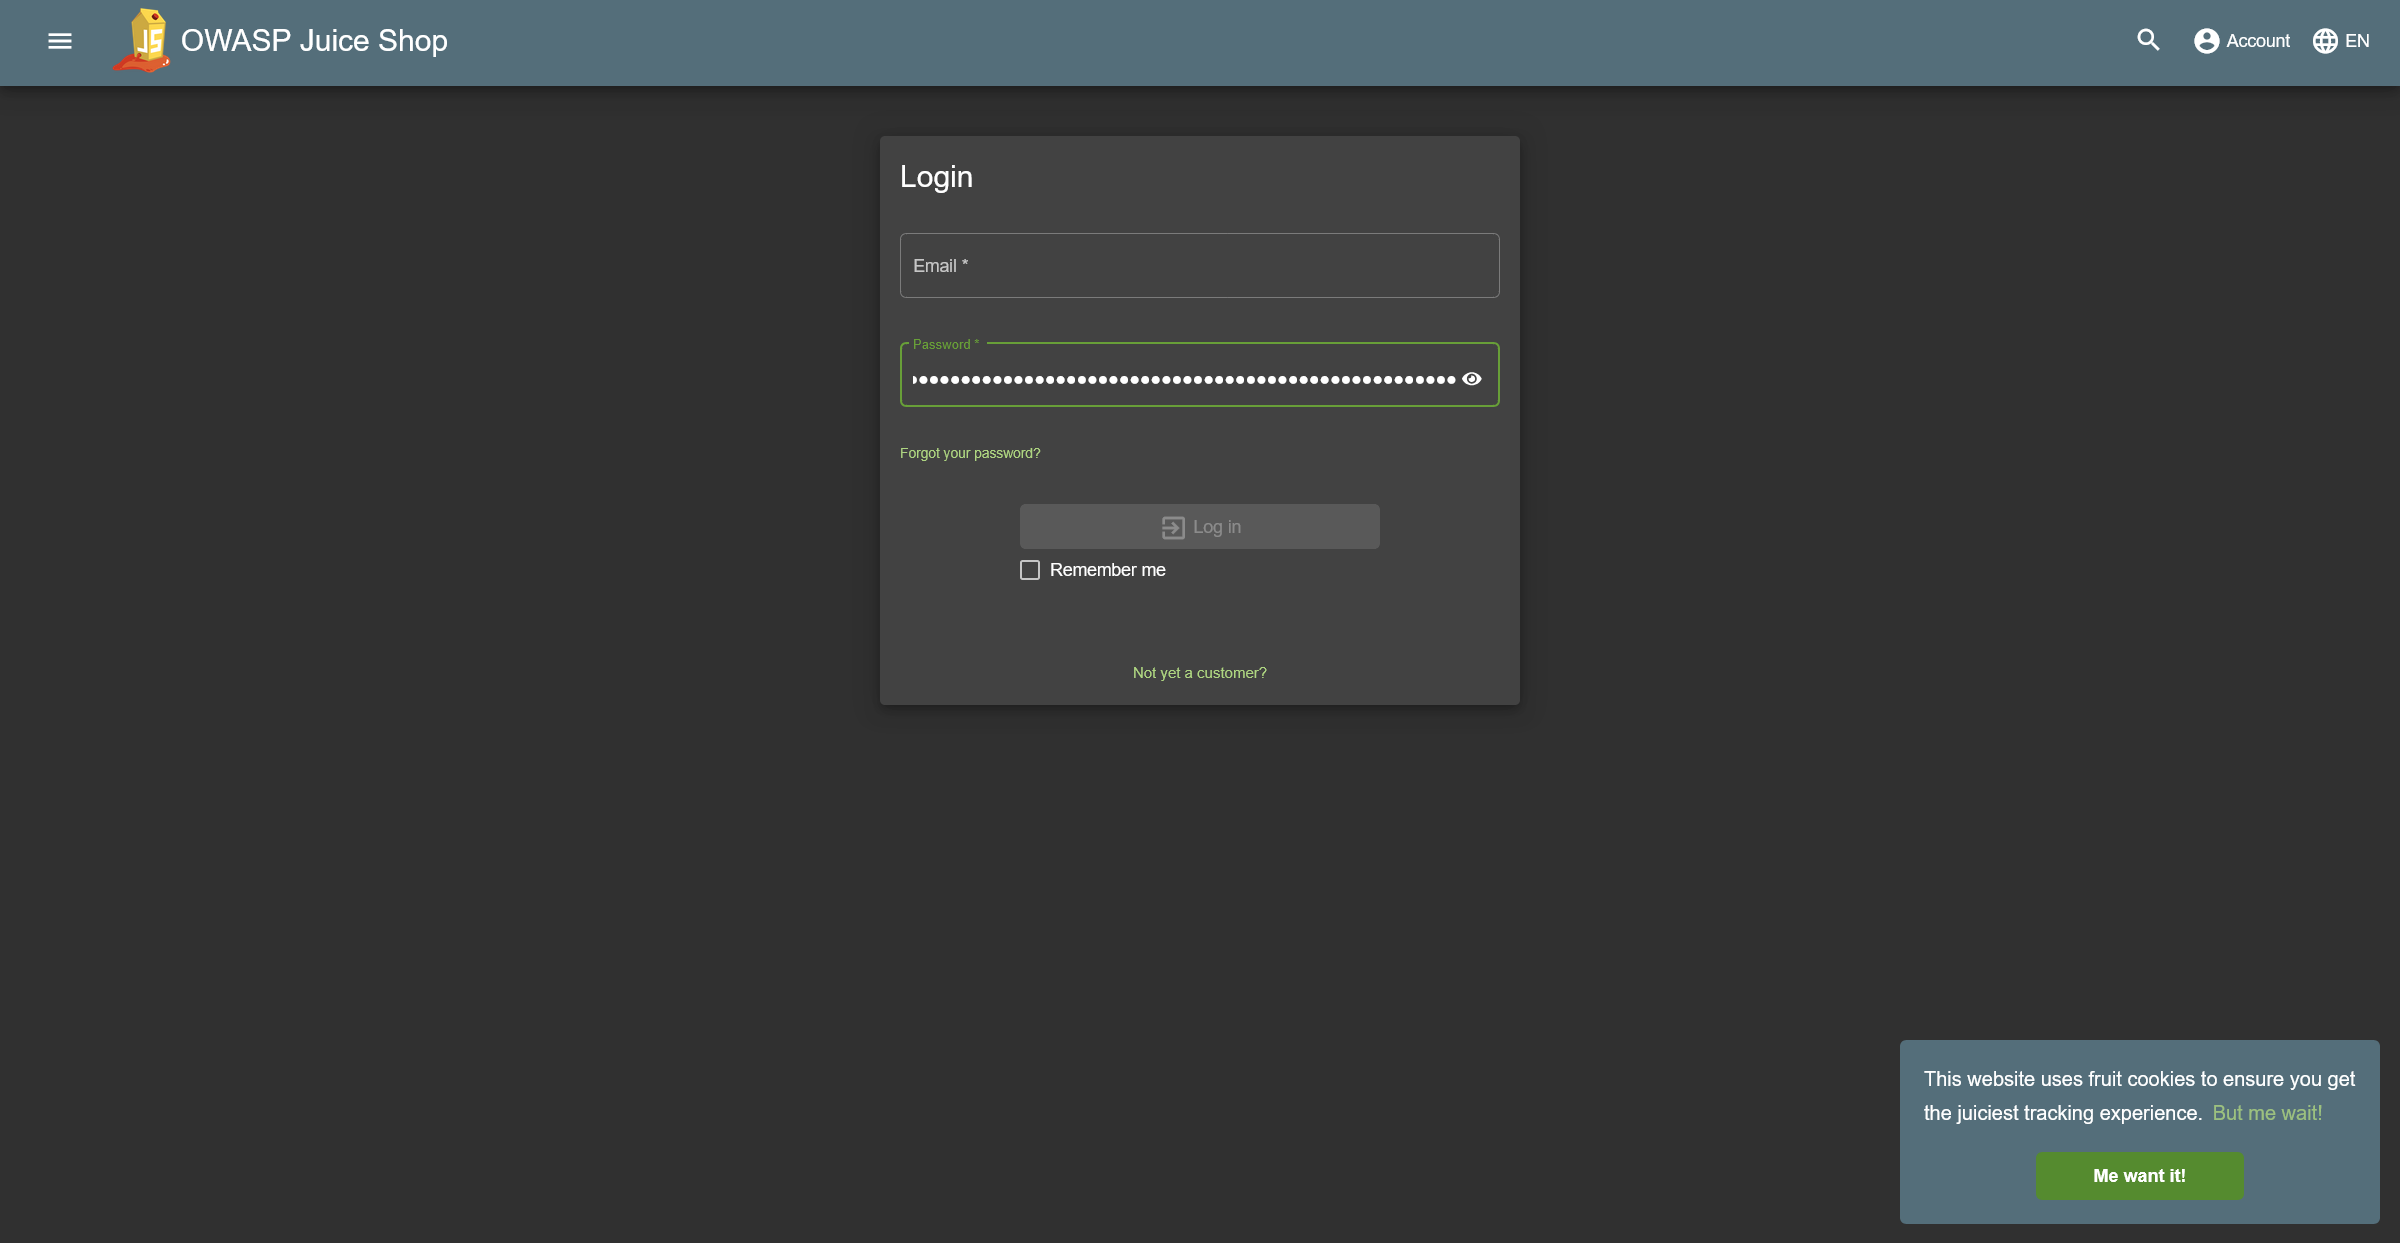 OWASP Juice Shop
Account
EN
Login
Email *
Password *
Forgot your password?
Log in
Remember me
Not yet a customer?
This website uses fruit cookies to ensure you get
the juiciest tracking experience. But me wait!
Me want it!